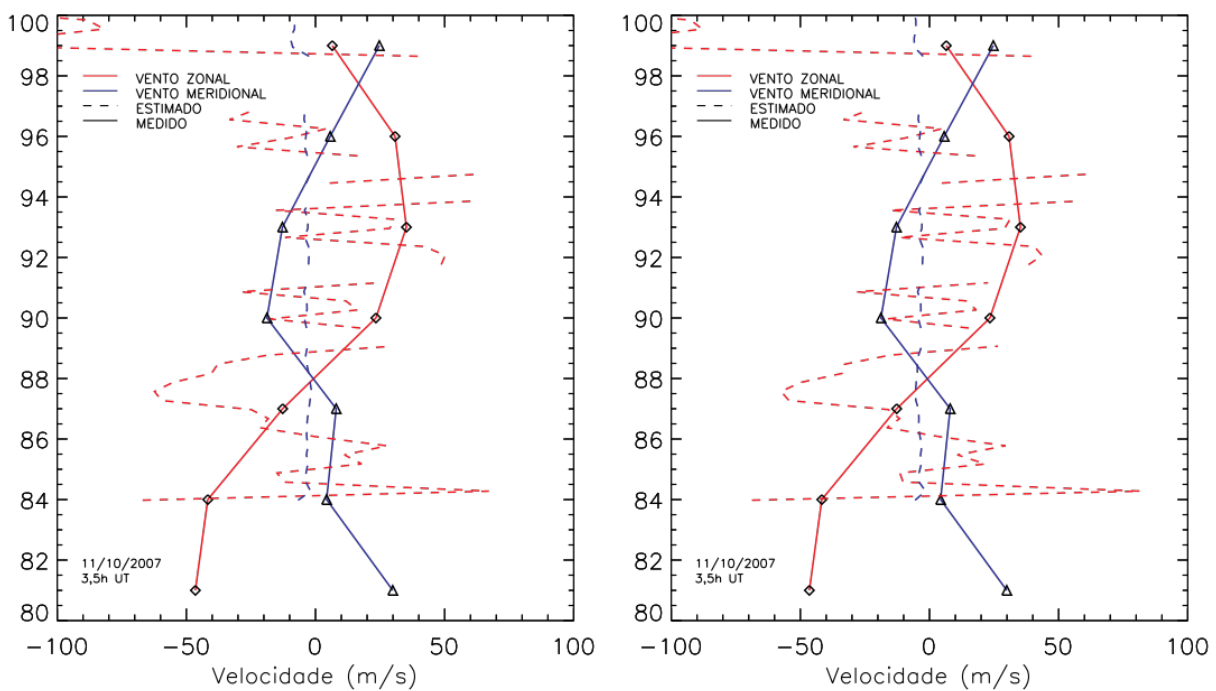 100
98
96
94
92
90
88
86
84
82
80
VENTO ZONAL
VENTO MERIDIONAL
ESTIMADO
MEDIDO
11/10/2007
3,5h UT
-100
-50
0
50
100
Velocidade (m/s)
100
98
96
94
92
90
88
86
84
82
80
VENTO ZONAL
VENTO MERIDIONAL
ESTIMADO
MEDIDO
11/10/2007
3,5h UT
-100
-50
0
50
100
Velocidade (m/s)